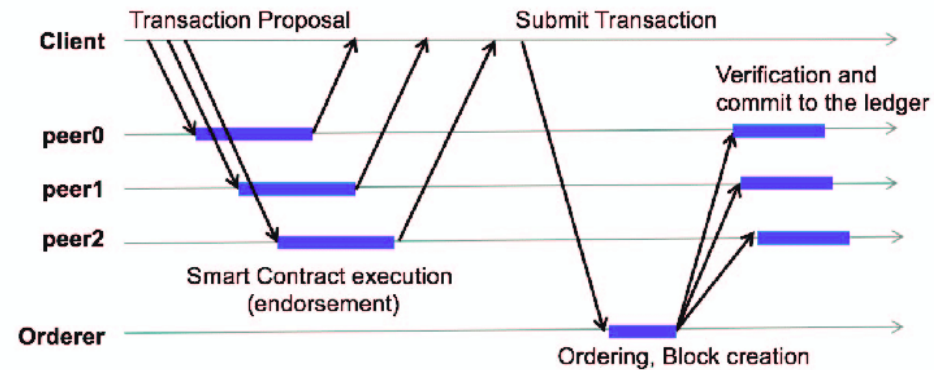 Transaction Proposal
Submit Transaction
Client
Verification and
commit to the ledger
peer0
peer1
peer2
Smart Contract execution
(endorsement)
Orderer
Ordering, Block creation